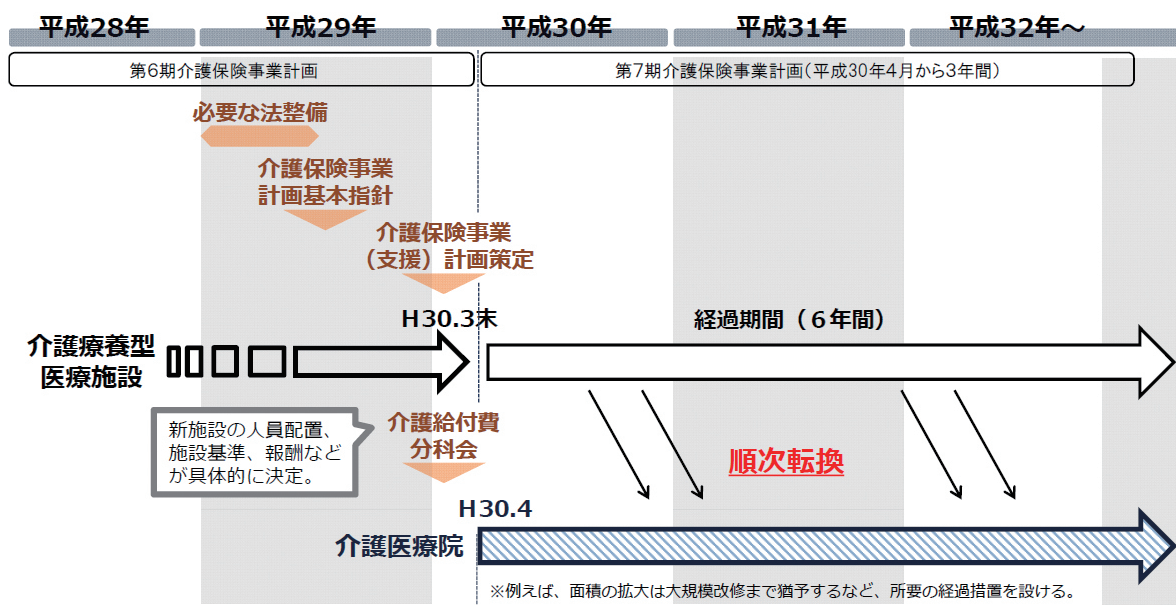 平成28年
平成29年
平成30年
平成31年
平成32年～
第6期介護保険事業計画
第7期介護保険事業計画(平成30年4月から3年間)
必要な法整備
介護保険事業
計画基本指針
介護保険事業
（支援）計画策定
H30.3末
経過期間（６年間）
介護療養型
医療施設
新施設の人員配置、
施設基準、報酬など
が具体的に決定。
介護給付費
分科会
順次転換
H30.4
介護医療院
※例えば、面積の拡大は大規模改修まで猶予するなど、所要の経過措置を設ける。